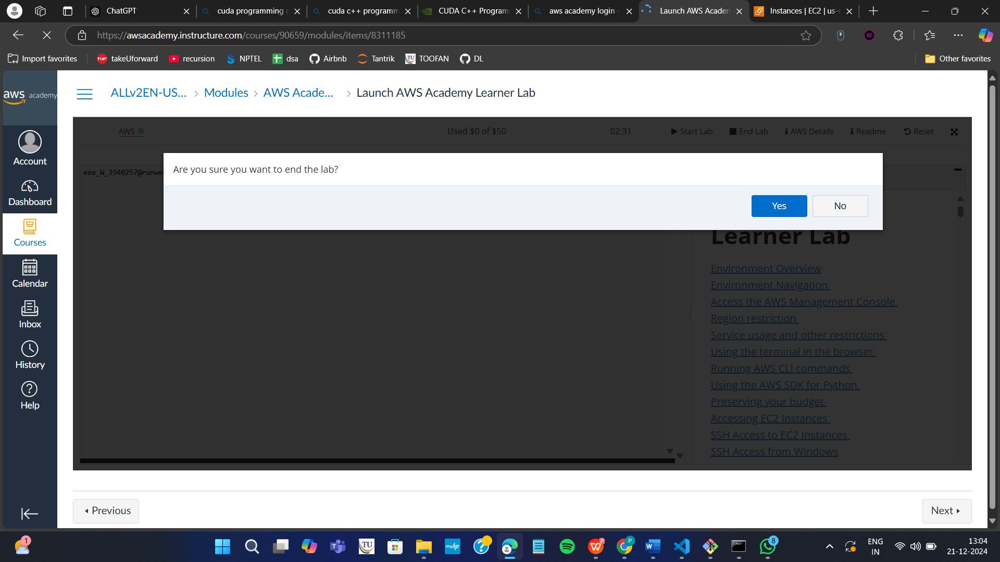 ChatGPT
cuda programming g
cuda c++ programm
CUDA C++ Program
aws academy login -
Launch AWS Academ
Instances | EC2 | us-e
https://awsacademy.instructure.com/courses/90659/modules/items/8311185
Import favorites
TUF takeUforward
recursion
NPTEL
dsa
Airbnb
Tantrik
TU TOOFAN
DL
Other favorites
aws academy
ALLv2EN-US... > Modules > AWS Acade... > Launch AWS Academy Learner Lab
AWS
Used $0 of $50
02:31
Start Lab
End Lab
AWS Details
Readme
Reset
Account
Dashboard
Courses
Calendar
Inbox
History
Help
eee_W_3940257@runwe
Are you sure you want to end the lab?
Yes
No
Learner Lab
Environment Overview
Environment Navigation
Access the AWS Management Console
Region restriction
Service usage and other restrictions
Using the terminal in the browser
Running AWS CLI commands
Using the AWS SDK for Python
Preserving your budget
Accessing EC2 Instances
SSH Access to EC2 Instances
SSH Access from Windows
Previous
Next
1
TU
myhp
P
8
ENG
IN
13:04
21-12-2024